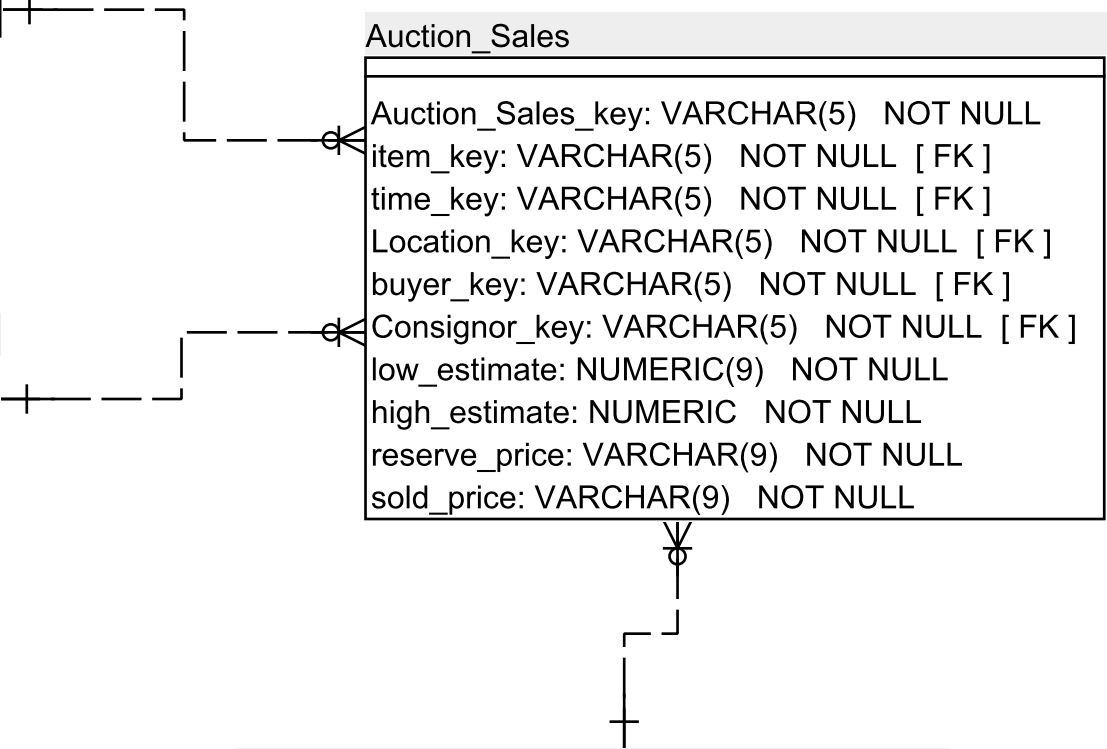 Auction_Sales
Auction_Sales_key: VARCHAR(5) NOT NULL
item_key: VARCHAR(5) NOT NULL [ FK ]
time_key: VARCHAR(5) NOT NULL [ FK ]
Location_key: VARCHAR(5) NOT NULL [ FK ]
buyer_key: VARCHAR(5) NOT NULL [ FK ]
Consignor_key: VARCHAR(5) NOT NULL [ FK ]
low_estimate: NUMERIC(9) NOT NULL
high_estimate: NUMERIC NOT NULL
reserve_price: VARCHAR(9) NOT NULL
sold_price: VARCHAR(9) NOT NULL